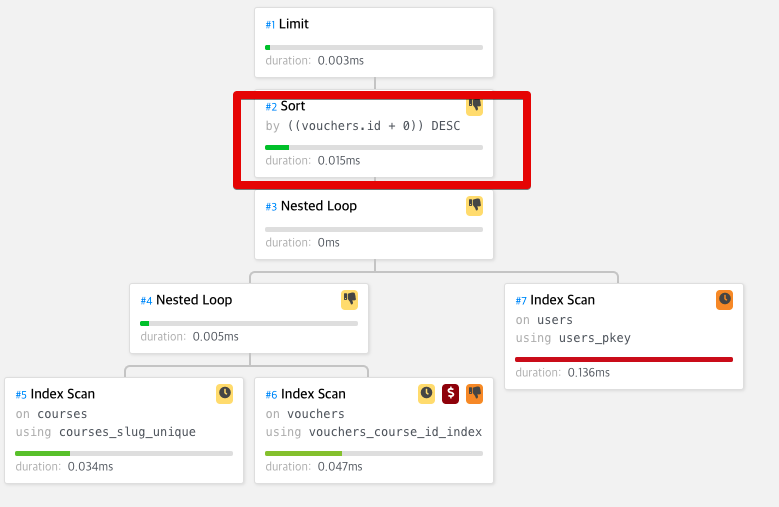 #1 Limit
duration: 0.003ms
#2 Sort
by ((vouchers.id + 0)) DESC
duration: 0.015ms
#3 Nested Loop
duration: 0ms
#4 Nested Loop
duration: 0.005ms
#7 Index Scan
on users
using users_pkey
duration: 0.136ms
#5 Index Scan
on courses
using courses_slug_unique
duration: 0.034ms
#6 Index Scan
$
on vouchers
using vouchers_course_id_index
duration: 0.047ms